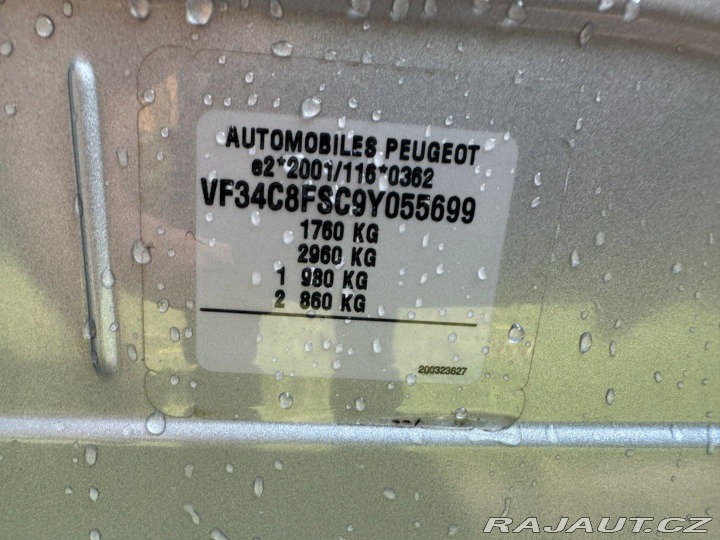 AUTOMOBILES PEUGEOT
e2*2001/116*0362
VF34C8FSC9Y055699
1760 KG
2960 KG
1 980 KG
2 860 KG
200323627
RAJAUT.CZ